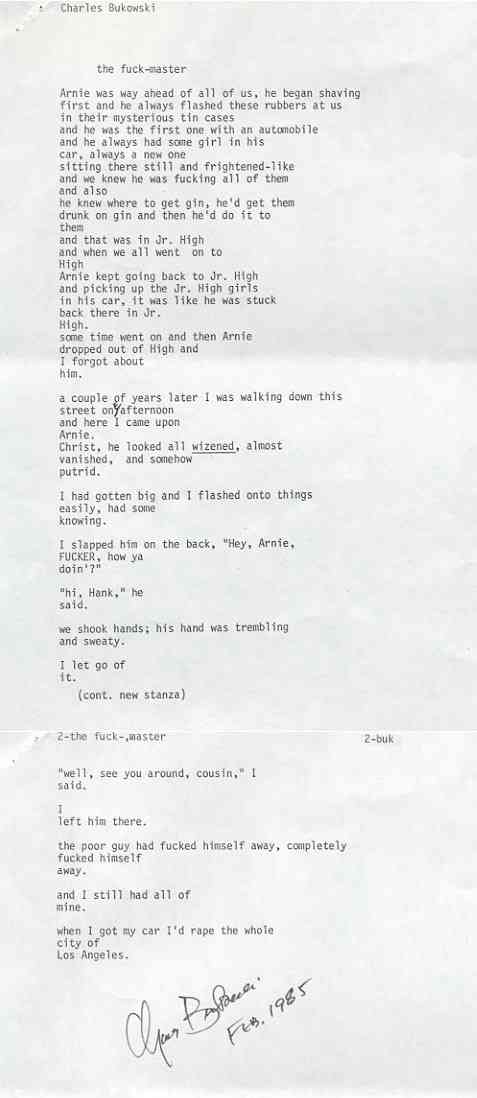 Charles Bukowski
the fuck-master
Arnie was way ahead of all of us, he began shaving
first and he always flashed these rubbers at us
in their mysterious tin cases
and he was the first one with an automobile
and he always had some girl in his
car, always a new one
sitting there still and frightened-like
and we knew he was fucking all of them
and also
he knew where to get gin, he'd get them
drunk on gin and then he'd do it to
them
and that was in Jr. High
and when we all went on to
High
Arnie kept going back to Jr. High
and picking up the Jr. High girls
in his car, it was like he was stuck
back there in Jr.
High.
some time went on and then Arnie
dropped out of High and
I forgot about
him.
a couple of years later I was walking down this
street on afternoon
and here I came upon
Arnie.
Christ, he looked all wizened, almost
vanished, and somehow
putrid.
I had gotten big and I flashed onto things
easily, had some
knowing.
I slapped him on the back, "Hey, Arnie,
FUCKER, how ya
doin'?"
"hi, Hank," he
said.
we shook hands; his hand was trembling
and sweaty.
I let go of
it.
(cont. new stanza)
2-the fuck-,master 2-buk
"well, see you around, cousin," I
said.
I
left him there.
the poor guy had fucked himself away, completely
fucked himself
away.
and I still had all of
mine.
when I got my car I'd rape the whole
city of
Los Angeles.
Charles Bukowski
FEB. 1985